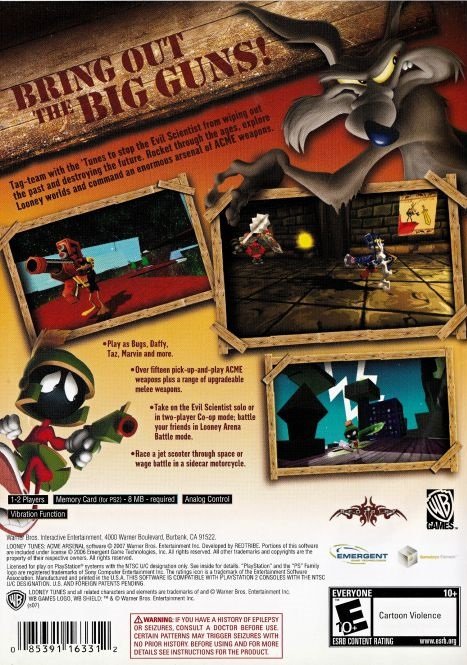 BRING OUT
THE BIG GUNS!
Tag-team with the 'Tunes to stop the Evil Scientist from wiping out
the past and destroying the future. Rocket through the ages, explore
Looney worlds and command an enormous arsenal of ACME weapons.
•Play as Bugs, Daffy,
Taz, Marvin and more.
•Over fifteen pick-up-and-play ACME
weapons plus a range of upgradeable
melee weapons.
•Take on the Evil Scientist solo or
in two-player Co-op mode; battle
your friends in Looney Arena
Battle mode.
•Race a jet scooter through space or
wage battle in a sidecar motorcycle.
1-2 Players
Memory Card (for PS2) - 8 MB - required
Analog Control
Vibration Function
WB
GAMES
Warner Bros. Interactive Entertainment, 4000 Warner Boulevard, Burbank, CA 91522.
LOONEY TUNES: ACME ARSENAL software © 2007 Warner Bros. Entertainment Inc. Developed by REDTRIBE. Portions of this software
are included under license © 2006 Emergent Game Technologies, Inc. All rights reserved. All other trademarks and copyrights are the
property of their respective owners. All rights reserved.
Licensed for play on PlayStation® systems with the NTSC U/C designation only. See inside for details. "PlayStation" and the "PS" Family
logo are registered trademarks of Sony Computer Entertainment Inc. The ratings icon is a trademark of the Entertainment Software
Association. Manufactured and printed in the U.S.A. THIS SOFTWARE IS COMPATIBLE WITH PLAYSTATION 2 CONSOLES WITH THE NTSC
U/C DESIGNATION. U.S. AND FOREIGN PATENTS PENDING.
EMERGENT
LOONEY TUNES and all related characters and elements are trademarks of and © Warner Bros. Entertainment Inc.
WB GAMES LOGO, WB SHIELD: ™ & © Warner Bros. Entertainment Inc.
(s07)
0 85391 16331 2
WARNING: IF YOU HAVE A HISTORY OF EPILEPSY
OR SEIZURES, CONSULT A DOCTOR BEFORE USE.
CERTAIN PATTERNS MAY TRIGGER SEIZURES WITH
NO PRIOR HISTORY. BEFORE USING AND FOR MORE
DETAILS SEE INSTRUCTIONS FOR THE PRODUCT.
EVERYONE 10+
E
10+
Cartoon Violence
ESRB CONTENT RATING www.esrb.org